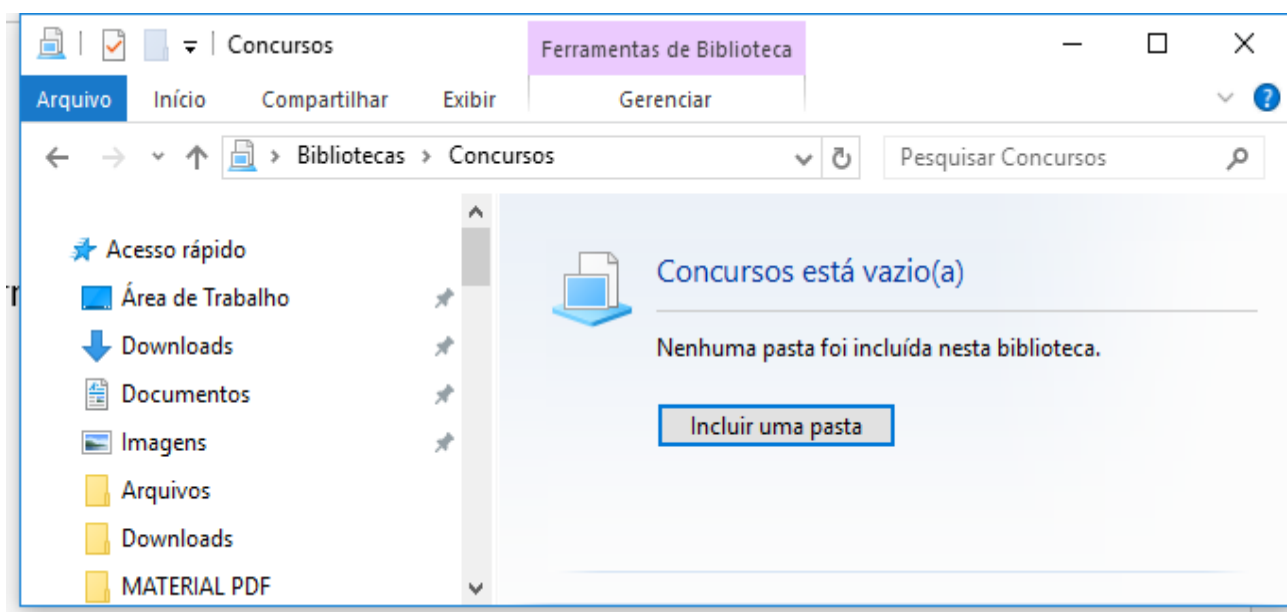 Concursos
Ferramentas de Biblioteca
Arquivo Início Compartilhar Exibir Gerenciar
Bibliotecas > Concursos
Pesquisar Concursos
Acesso rápido
Área de Trabalho
Downloads
Documentos
Imagens
Arquivos
Downloads
MATERIAL PDF
Concursos está vazio(a)
Nenhuma pasta foi incluída nesta biblioteca.
Incluir uma pasta